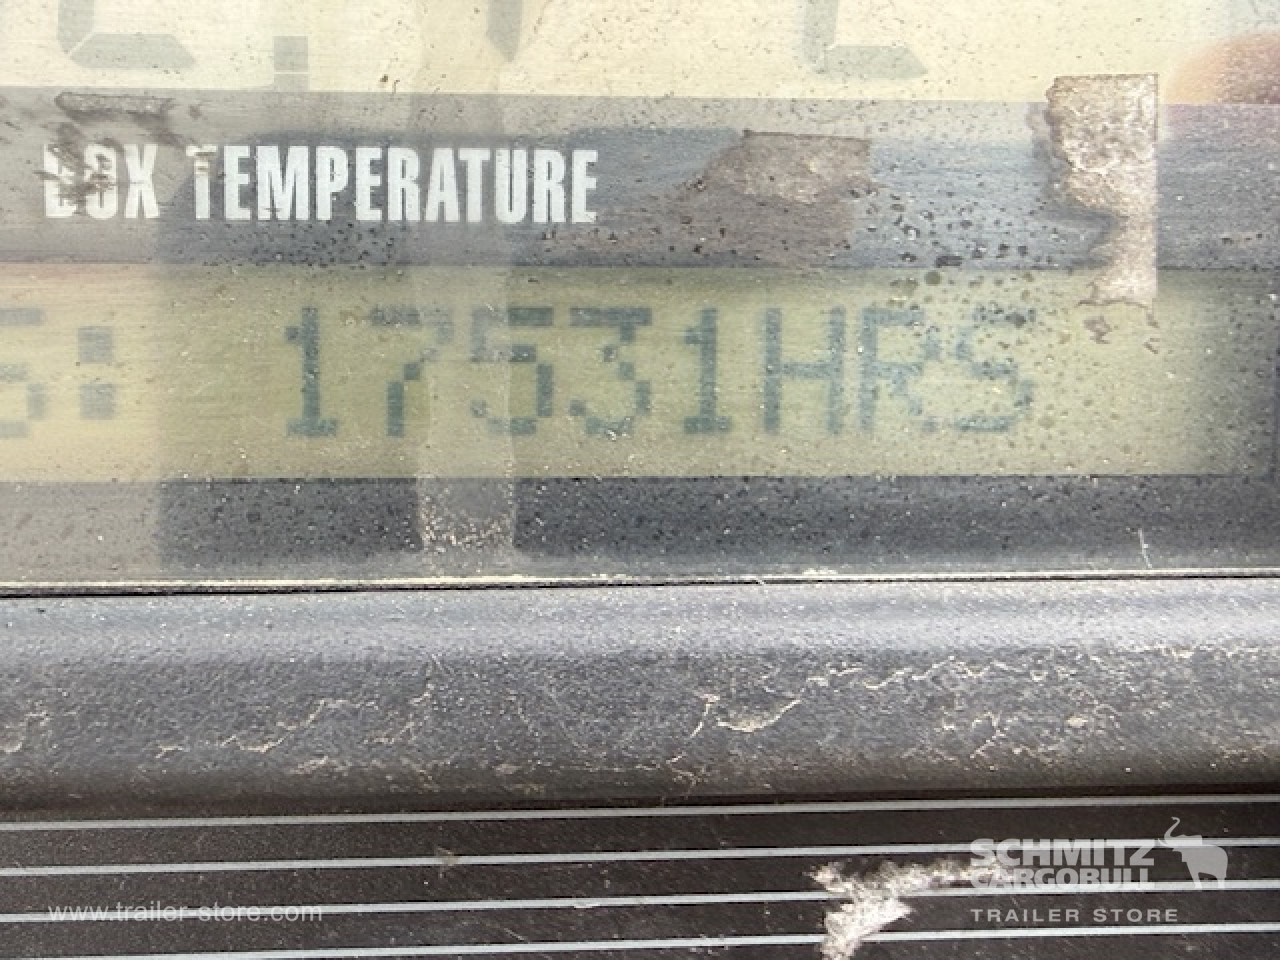 BOX TEMPERATURE
S: 17531HRS
SCHMITZ
CARGOBULL
www.trailer-store.com
TRAILER STORE